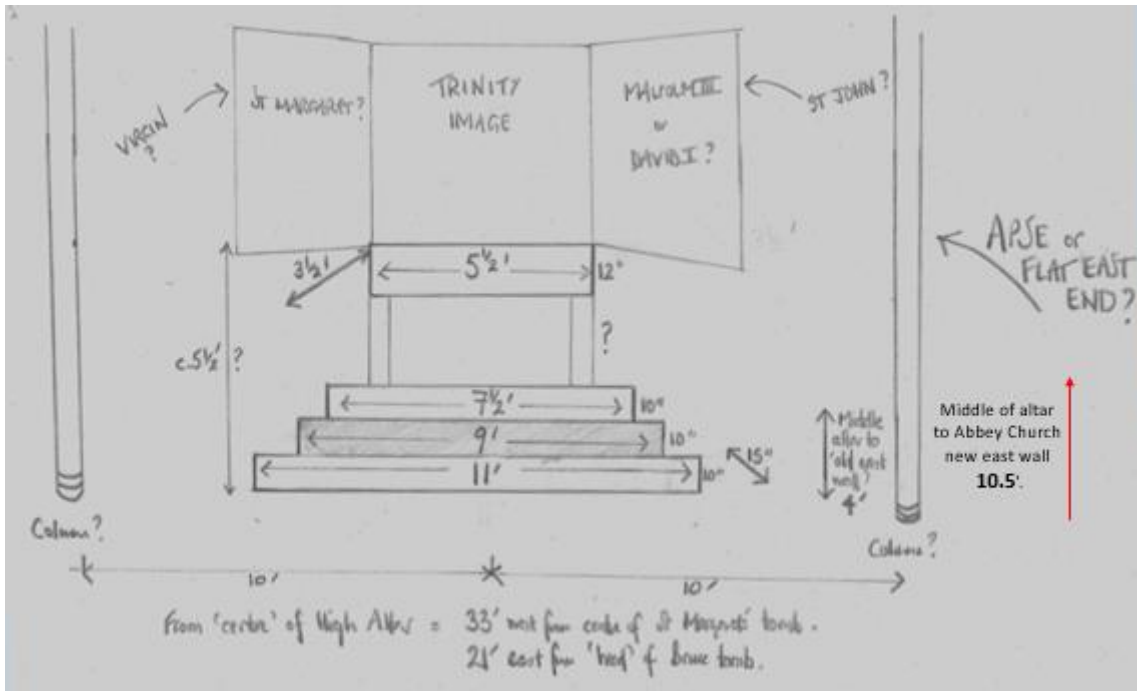 VIRGIN
?
ST MARGARET?
TRINITY
IMAGE
MALCOLM III
or
DAVID I?
ST JOHN?
APSE or
FLAT EAST
END?
3½'
5½'
12"
c.5½' ?
?
7½'
10"
9'
10"
11'
10"
15"
Middle
altar to
'old east
wall'?
4'
Middle of altar
to Abbey Church
new east wall
10.5'.
Column?
Column?
10'
10'
From 'centre' of High Altar = 33' west from centre of St Margaret's tomb.
21' east from 'head' of Bruce tomb.